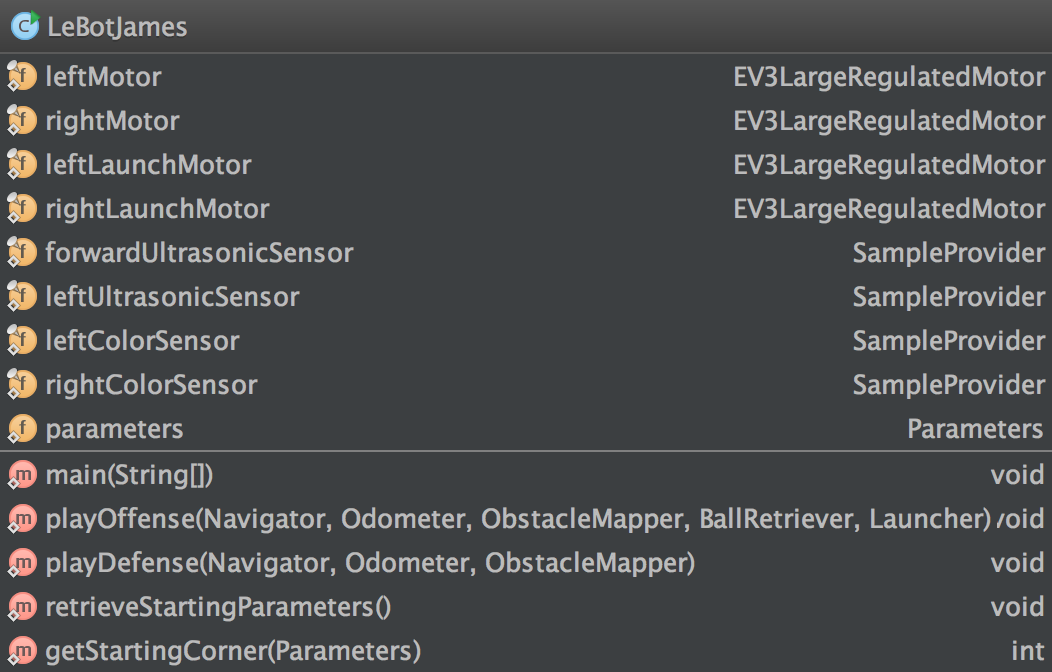 C LeBotJames
f leftMotor EV3LargeRegulatedMotor
f rightMotor EV3LargeRegulatedMotor
f leftLaunchMotor EV3LargeRegulatedMotor
f rightLaunchMotor EV3LargeRegulatedMotor
f forwardUltrasonicSensor SampleProvider
f leftUltrasonicSensor SampleProvider
f leftColorSensor SampleProvider
f rightColorSensor SampleProvider
f parameters Parameters
m main(String[]) void
m playOffense(Navigator, Odometer, ObstacleMapper, BallRetriever, Launcher) void
m playDefense(Navigator, Odometer, ObstacleMapper) void
m retrieveStartingParameters() void
m getStartingCorner(Parameters) int